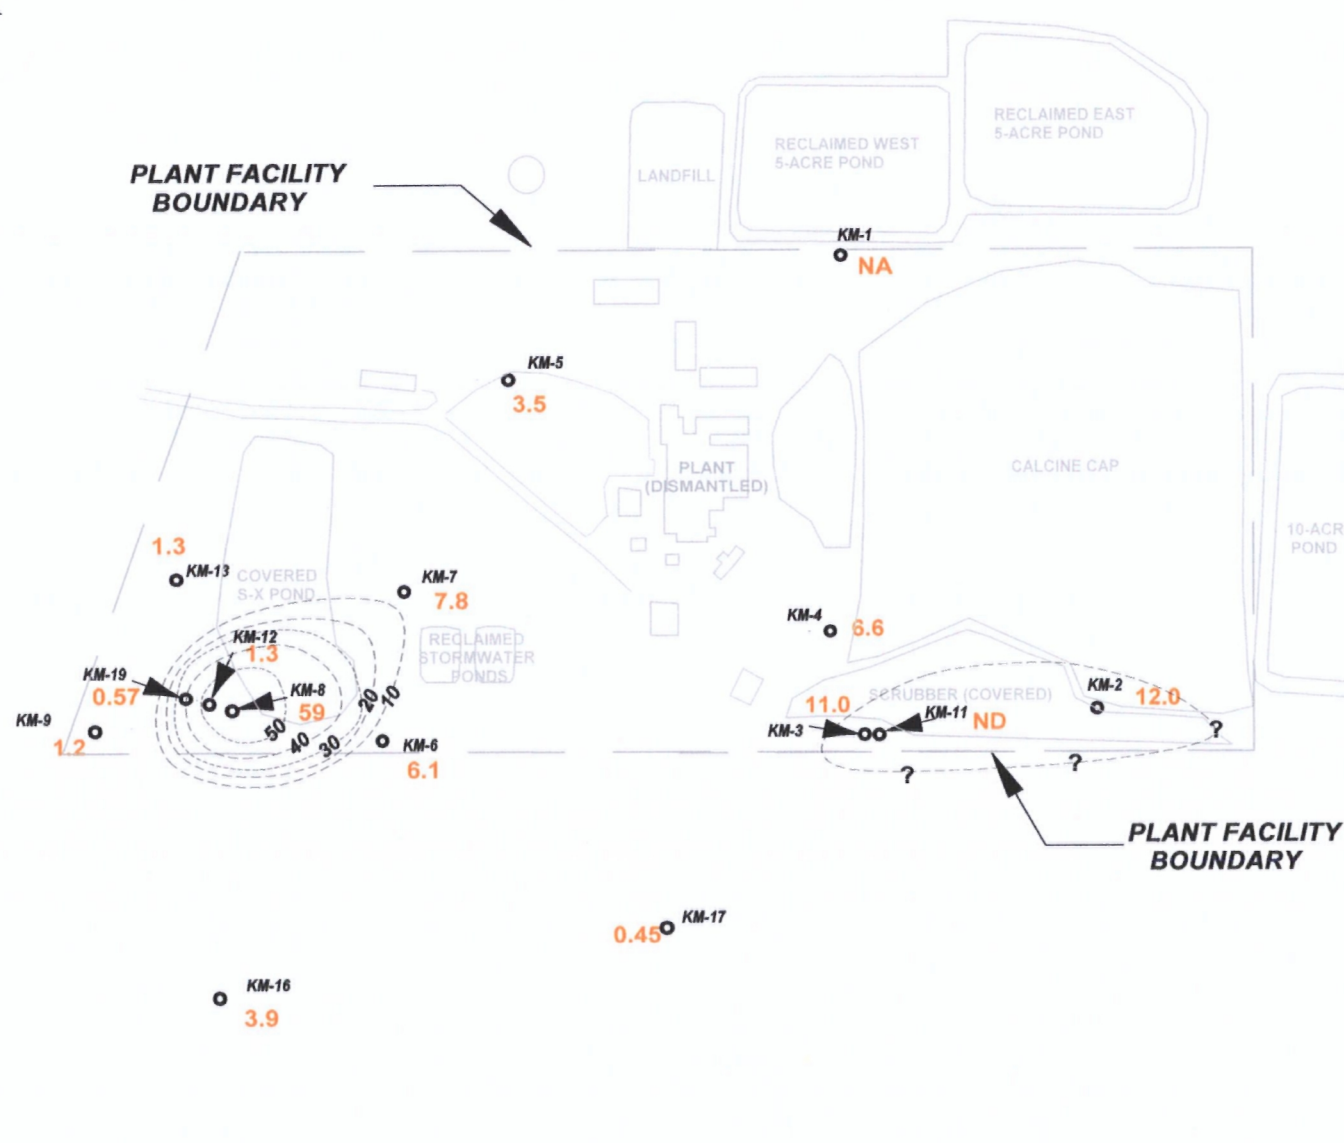 RECLAIMED EAST
5-ACRE POND
RECLAIMED WEST
5-ACRE POND
LANDFILL
PLANT FACILITY
BOUNDARY
KM-1
NA
KM-5
3.5
PLANT
(DISMANTLED)
CALCINE CAP
10-ACR
POND
1.3
KM-13
COVERED
S-X POND
KM-7
7.8
KM-4
6.6
KM-12
1.3
RECLAIMED
STORMWATER
PONDS
KM-19
0.57
KM-8
59
20
10
50
40
30
KM-9
1.2
KM-6
6.1
SCRUBBER (COVERED)
KM-2
12.0
11.0
KM-3
KM-11
ND
?
?
?
PLANT FACILITY
BOUNDARY
KM-17
0.45
KM-16
3.9